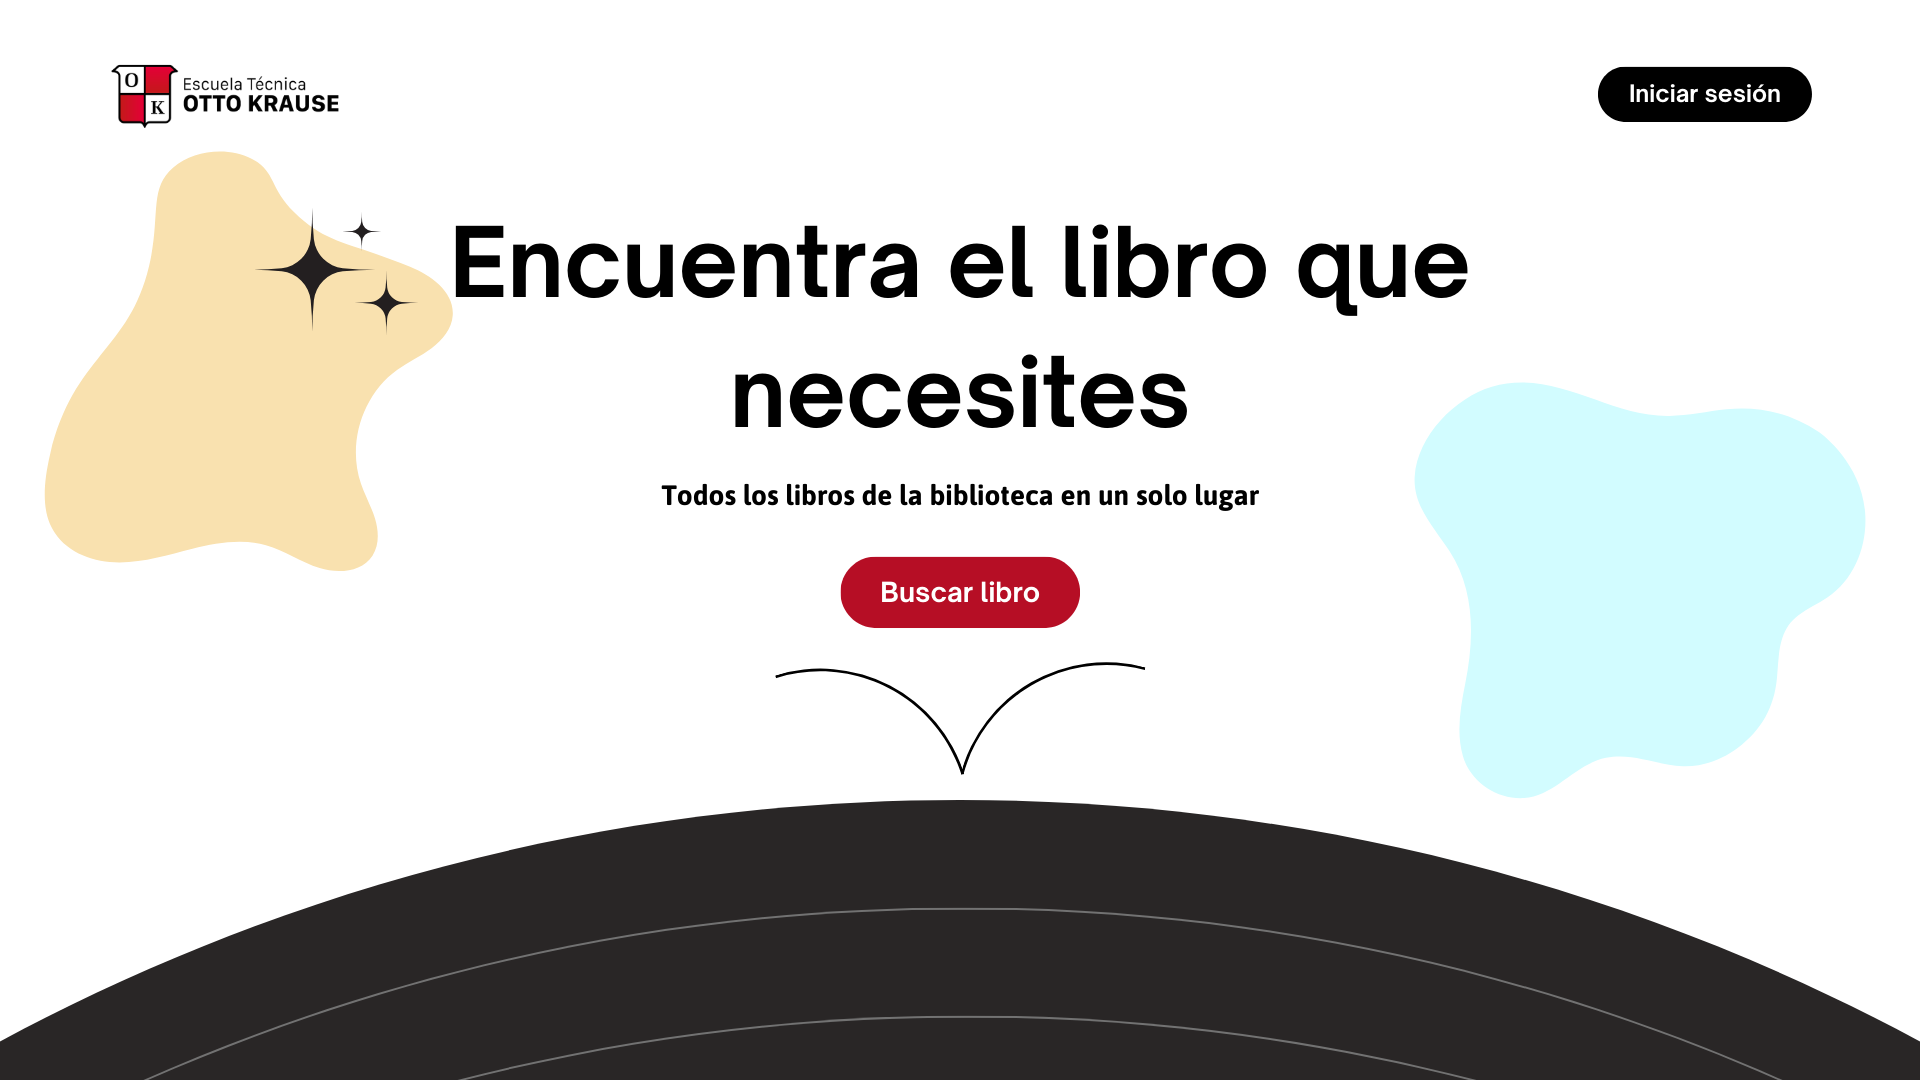 O
K
Escuela Técnica
OTTO KRAUSE
Iniciar sesión
Encuentra el libro que
necesites
Todos los libros de la biblioteca en un solo lugar
Buscar libro